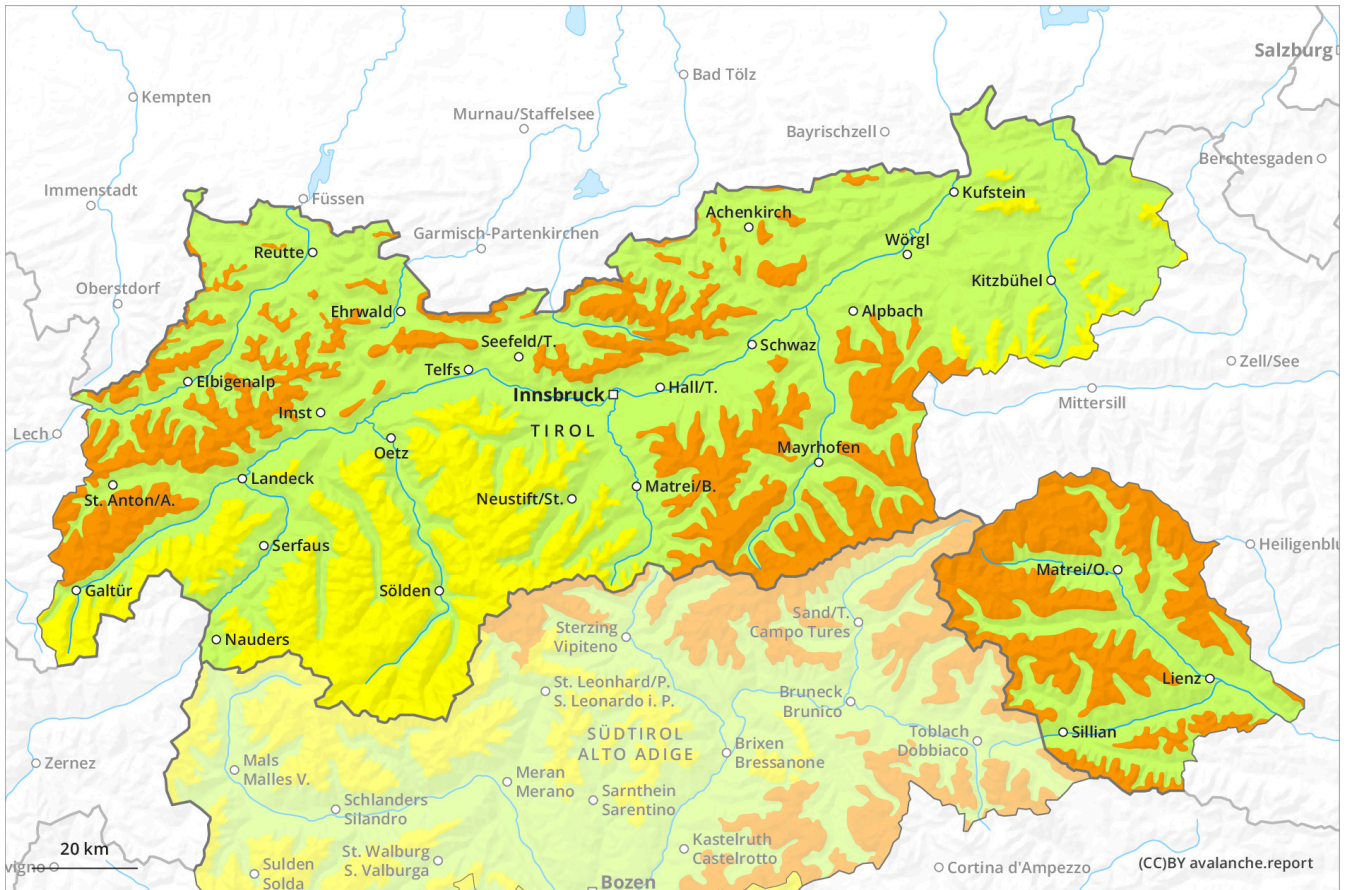 Salzburg
Bad Tölz
Kempten
Murnau/Staffelsee
Bayrischzell
Berchtesgaden
Immenstadt
Füssen
Kufstein
Achenkirch
Garmisch-Partenkirchen
Reutte
Wörgl
Oberstdorf
Kitzbühel
Ehrwald
Alpbach
Seefeld/T.
Schwaz
Zell/See
Telfs
Elbigenalp
Innsbruck
Hall/T.
Mittersill
Imst
Lech
TIROL
Oetz
Mayrhofen
Landeck
St. Anton/A.
Neustift/St.
Matrei/B.
Serfaus
Heiligenblu
Matrei/O.
Galtür
Sölden
Sand/T.
Campo Tures
Sterzing
Vipiteno
Nauders
Lienz
St. Leonhard/P.
S. Leonardo i. P.
Bruneck
Brunico
SÜDTIROL
ALTO ADIGE
Toblach
Dobbiaco
Sillian
Brixen
Bressanone
Zernez
Mals
Malles V.
Meran
Merano
Sarnthein
Sarentino
Schlanders
Silandro
20 km
St. Walburg
S. Valburga
Kastelruth
Castelrotto
vigno
Sulden
Solda
Cortina d'Ampezzo
(CC)BY avalanche.report
Bozen